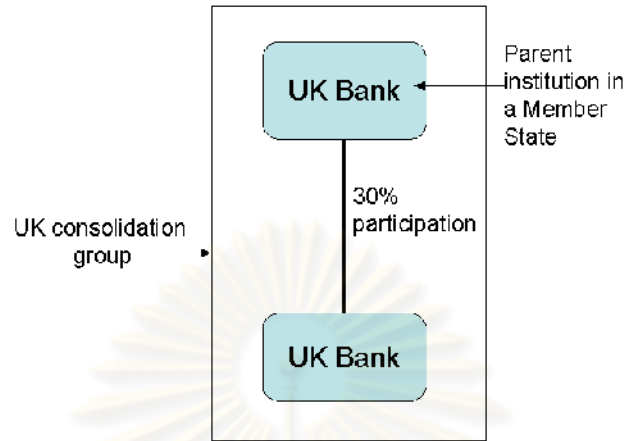 UK Bank
Parent
institution in
a Member
State
30%
participation
UK consolidation
group
UK Bank